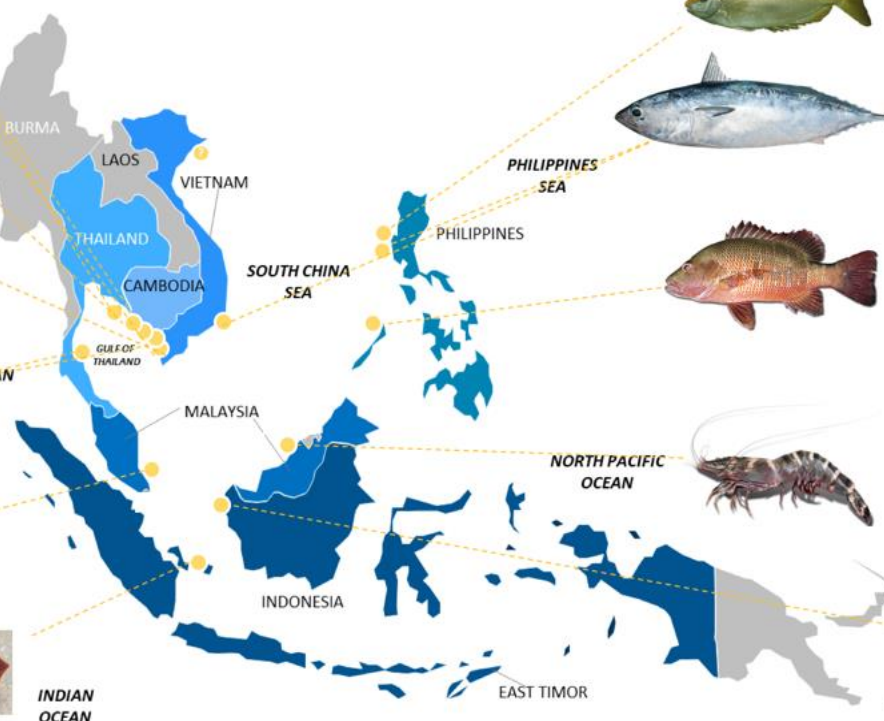 BURMA
LAOS
VIETNAM
THAILAND
CAMBODIA
GULF OF
THAILAND
SOUTH CHINA
SEA
PHILIPPINES
SEA
PHILIPPINES
AN
MALAYSIA
NORTH PACIFIC
OCEAN
INDONESIA
EAST TIMOR
INDIAN
OCEAN
?